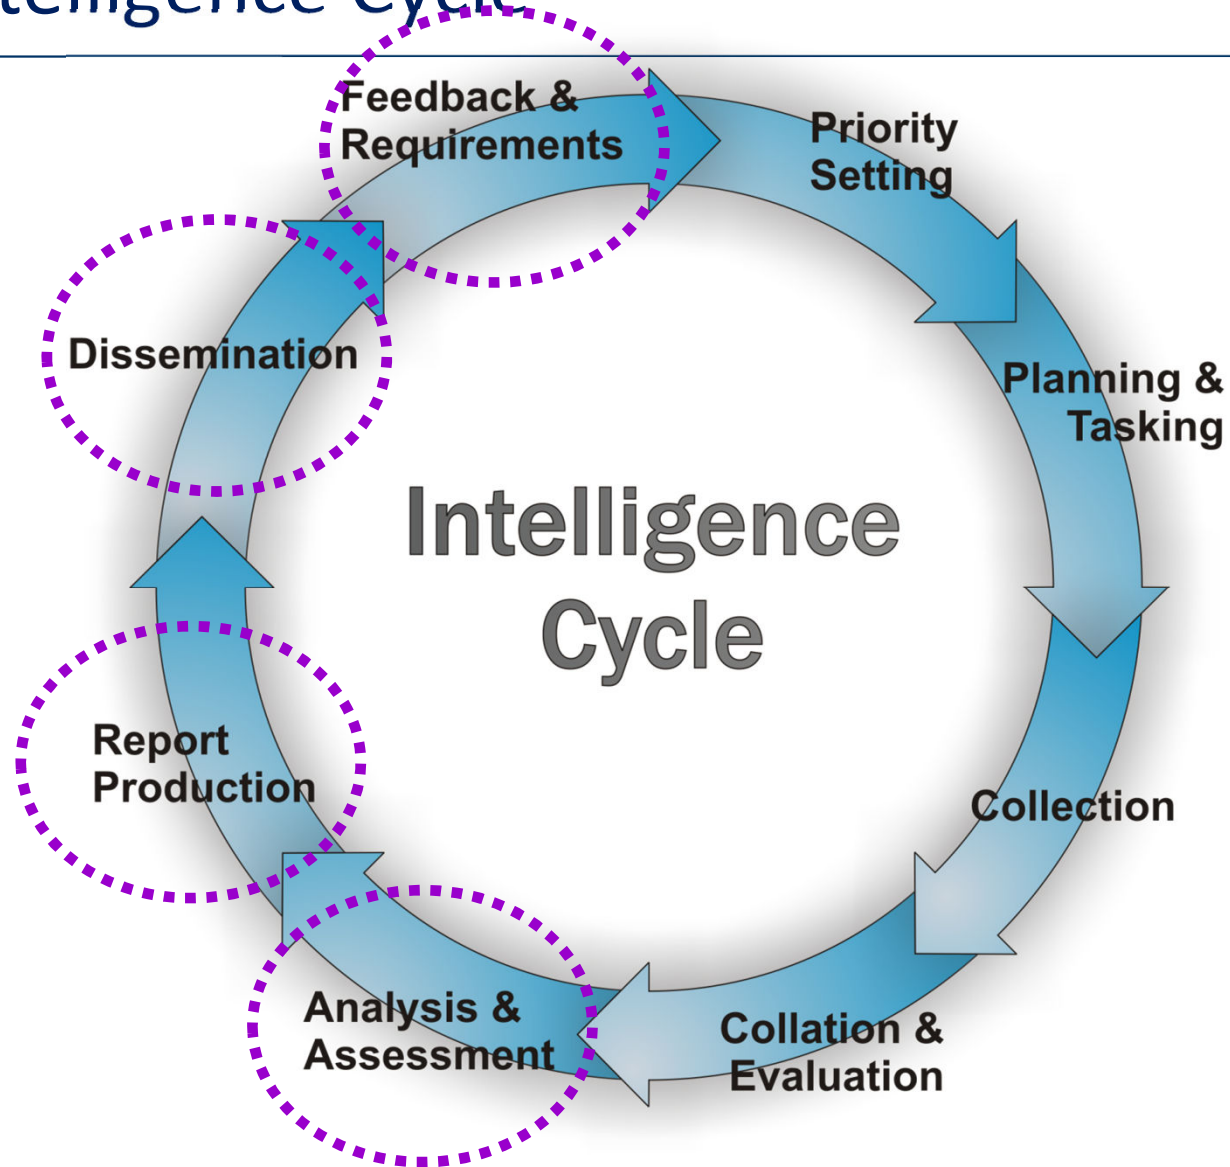 Feedback &
Requirements
Priority
Setting
Dissemination
Planning &
Tasking
Intelligence
Cycle
Report
Production
Collection
Analysis &
Assessment
Collation &
Evaluation